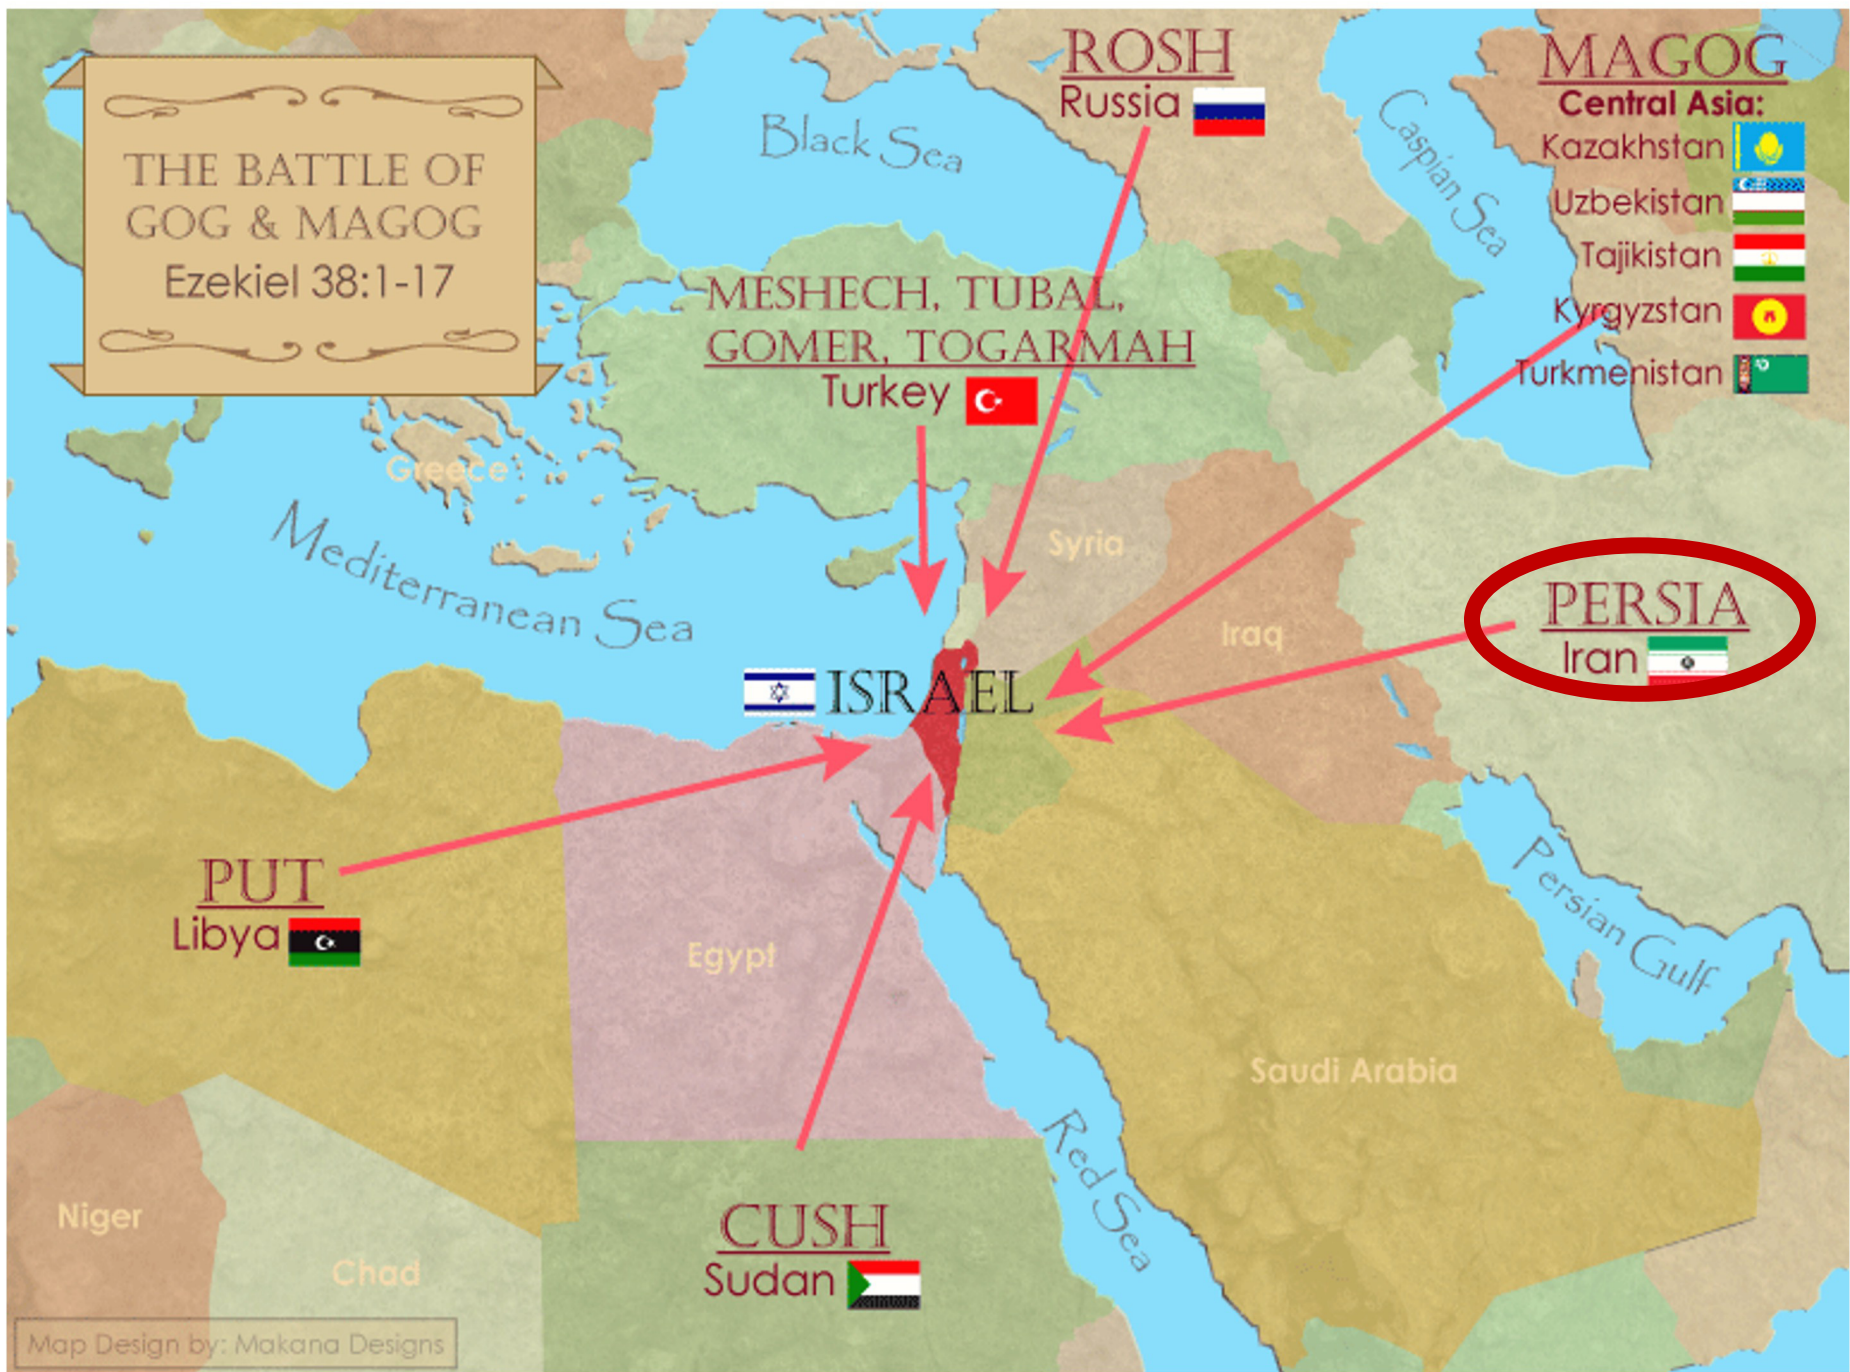 THE BATTLE OF
GOG & MAGOG
Ezekiel 38:1-17
ROSH
Russia
MAGOG
Central Asia:
Kazakhstan
Uzbekistan
Tajikistan
Kyrgyzstan
Turkmenistan
Black Sea
Caspian Sea
MESHECH, TUBAL,
GOMER, TOGARMAH
Turkey
Greece
Mediterranean Sea
Syria
Iraq
PERSIA
Iran
ISRAEL
PUT
Libya
Egypt
Persian Gulf
Saudi Arabia
Red Sea
CUSH
Sudan
Niger
Chad
Map Design by: Makana Designs